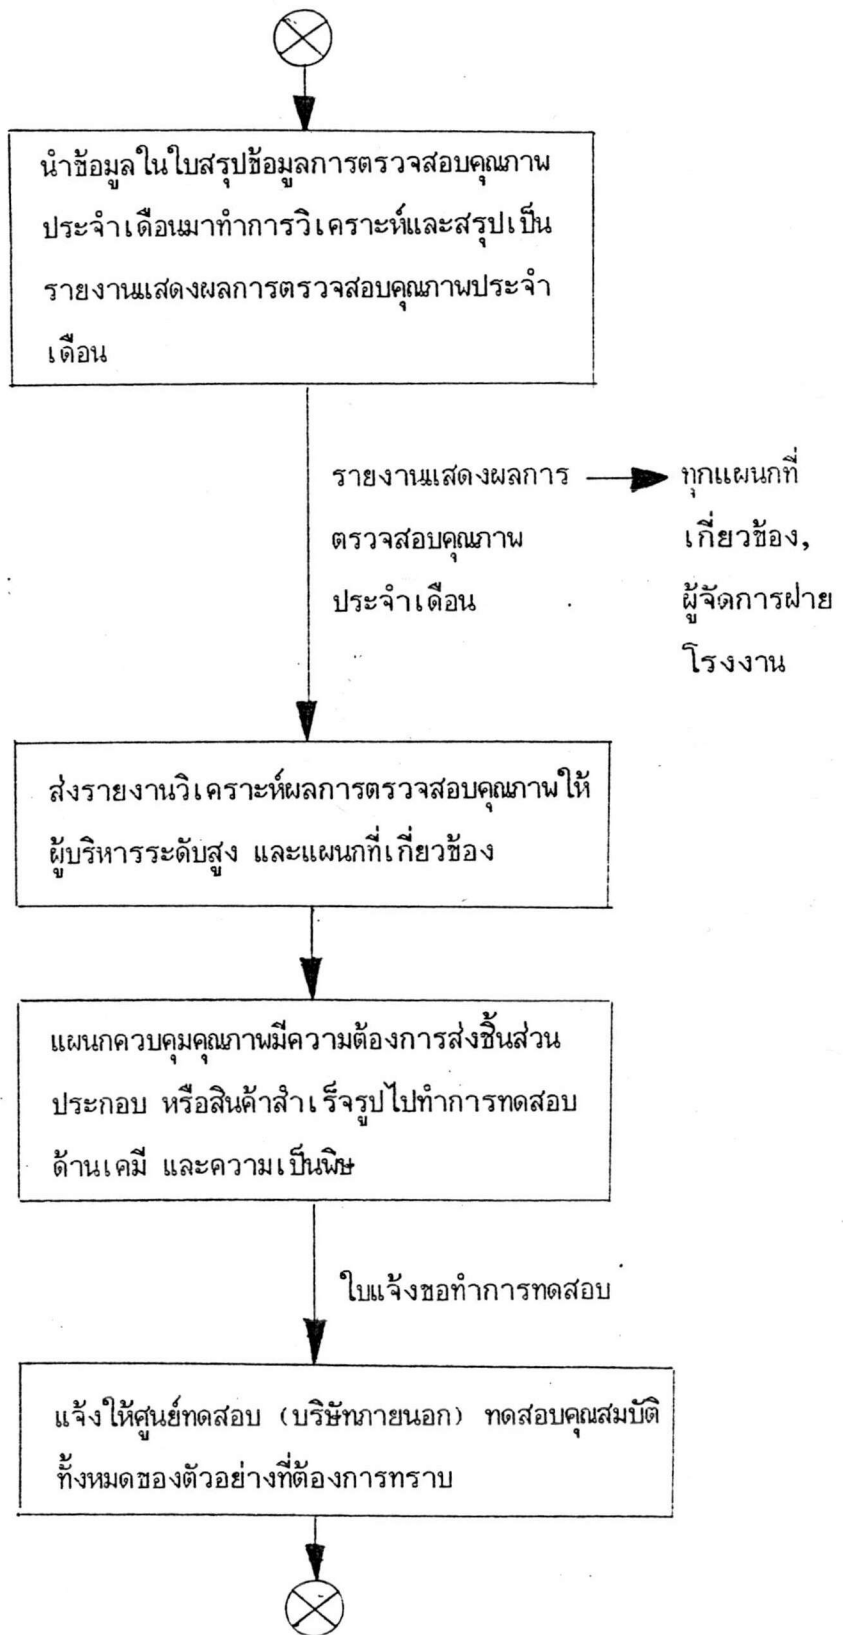 นำข้อมูลในใบสรุปข้อมูลการตรวจสอบคุณภาพ
ประจำเดือนมาทำการวิเคราะห์และสรุปเป็น
รายงานแสดงผลการตรวจสอบคุณภาพประจำ
เดือน
รายงานแสดงผลการ
ตรวจสอบคุณภาพ
ประจำเดือน
ทุกแผนกที่
เกี่ยวข้อง,
ผู้จัดการฝ่าย
โรงงาน
ส่งรายงานวิเคราะห์ผลการตรวจสอบคุณภาพให้
ผู้บริหารระดับสูง และแผนกที่เกี่ยวข้อง
แผนกควบคุมคุณภาพมีความต้องการส่งชิ้นส่วน
ประกอบ หรือสินค้าสำเร็จรูปไปทำการทดสอบ
ด้านเคมี และความเป็นพิษ
ใบแจ้งขอทำการทดสอบ
แจ้งให้ศูนย์ทดสอบ (บริษัทภายนอก) ทดสอบคุณสมบัติ
ทั้งหมดของตัวอย่างที่ต้องการทราบ